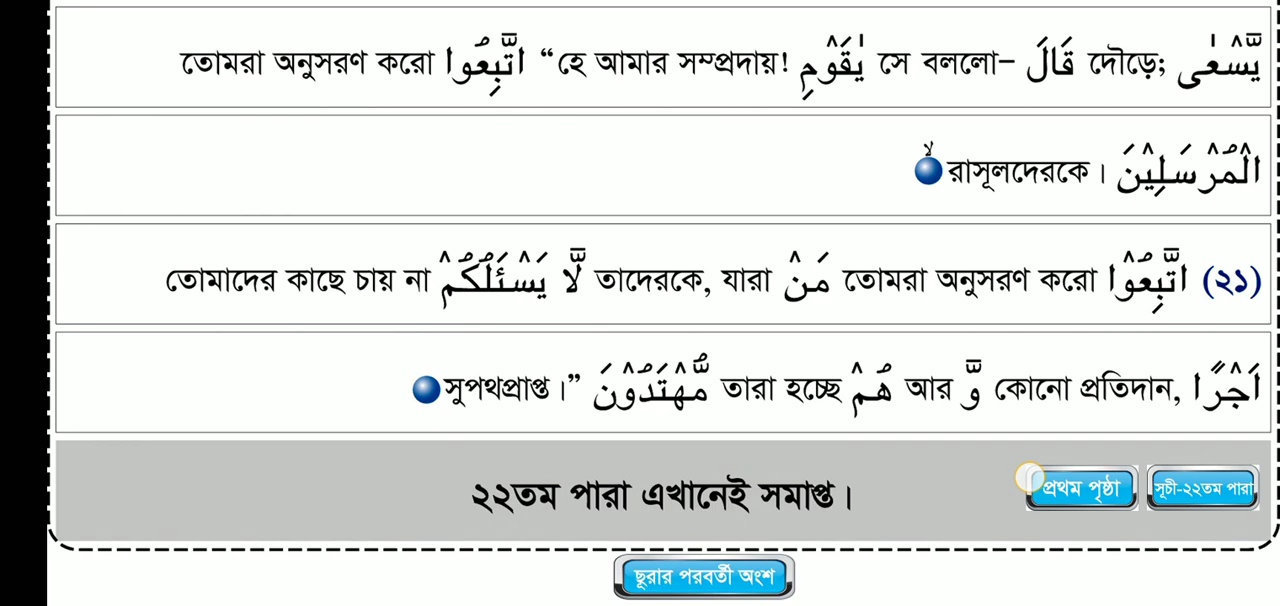 يَّسْعٰى দৌড়ে; قَالَ সে বললো– يٰقَوْمِ “হে আমার সম্প্রদায়! اتَّبِعُوا তোমরা অনুসরণ করো
الْمُرْسَلِيْنَ রাসূলদেরকে। ۙ
(২১) اتَّبِعُوْا তোমরা অনুসরণ করো مَنْ তাদেরকে, যারা لَّا يَسْئَلُكُمْ তোমাদের কাছে চায় না
اَجْرًا কোনো প্রতিদান, وَّ আর هُمْ তারা হচ্ছে مُّهْتَدُوْنَ সুপথপ্রাপ্ত।”
২২তম পারা এখানেই সমাপ্ত। প্রথম পৃষ্ঠা সূচী-২২তম পারা
ছূরার পরবর্তী অংশ